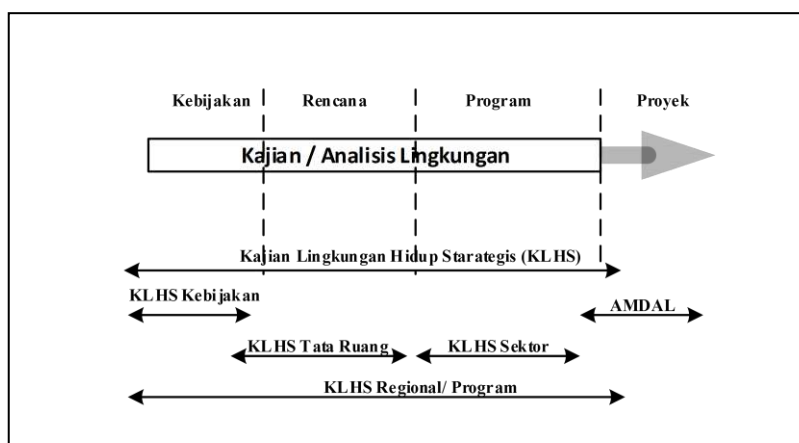 Kebijakan Rencana Program Proyek
Kajian / Analisis Lingkungan
Kajian Lingkungan Hidup Starategis (KLHS)
KLHS Kebijakan
AMDAL
KLHS Tata Ruang KLHS Sektor
KLHS Regional/ Program